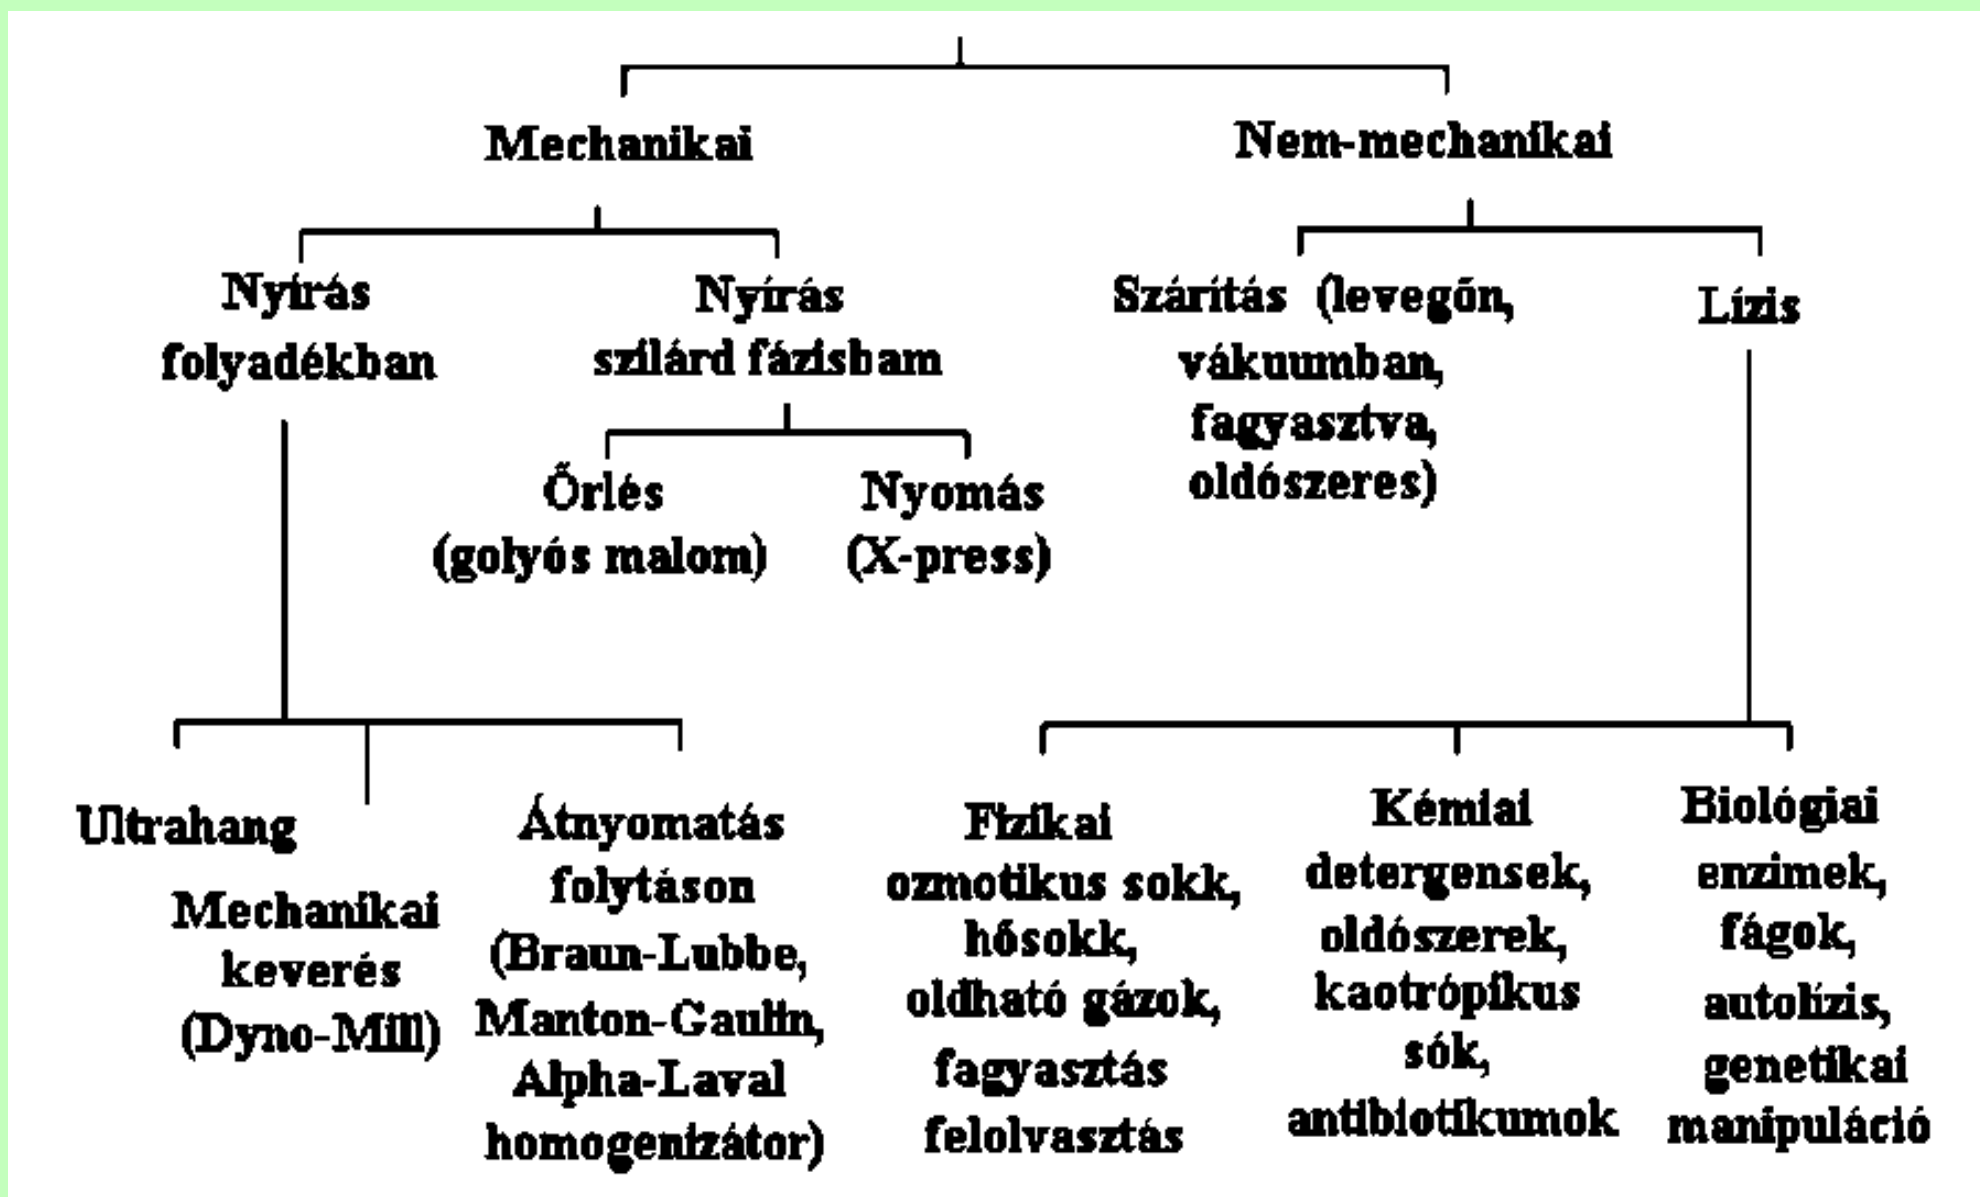 Mechanikai
Nem-mechanikai
Nyírás
folyadékban
Nyírás
szilárd fázisbam
Szárítás (levegőn,
vákuumban,
fagyasztva,
oldószeres)
Lízis
Őrlés
(golyós malom)
Nyomás
(X-press)
Ultrahang
Mechanikai
keverés
(Dyno-Mill)
Átnyomatás
folytáson
(Braun-Lubbe,
Manton-Gaulin,
Alpha-Laval
homogenizátor)
Fizikai
ozmotikus sokk,
hősokk,
oldható gázok,
fagyasztás
felolvasztás
Kémiai
detergensek,
oldószerek,
kaotrópikus
sók,
antibiotikumok
Biológiai
enzimek,
fágok,
autolízis,
genetikai
manipuláció